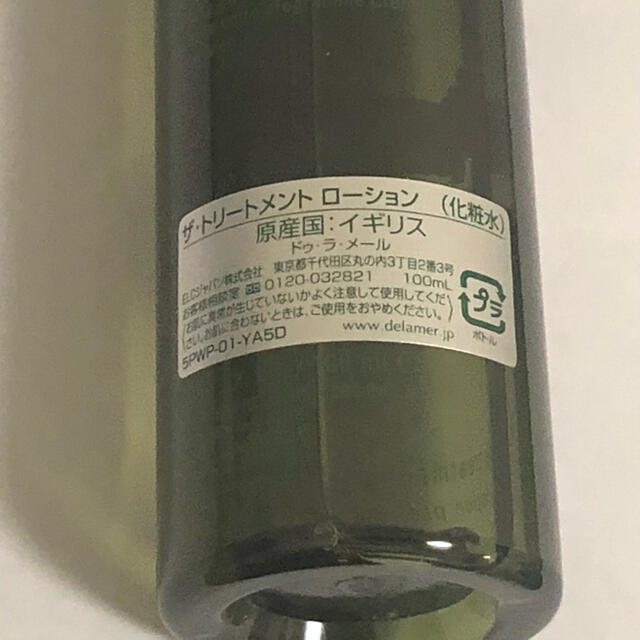 ザ・トリートメント ローション （化粧水）
原産国：イギリス
ドゥ・ラ・メール
ELCジャパン株式会社 東京都千代田区丸の内3丁目2番3号
お客様相談室 0120-032821 100mL
お肌に異常が生じていないかよく注意して使用してくだ
さい。お肌に合わないときは、ご使用をおやめください。
www.delamer.jp
5PWP-01-YA5D
プラ
ボトル